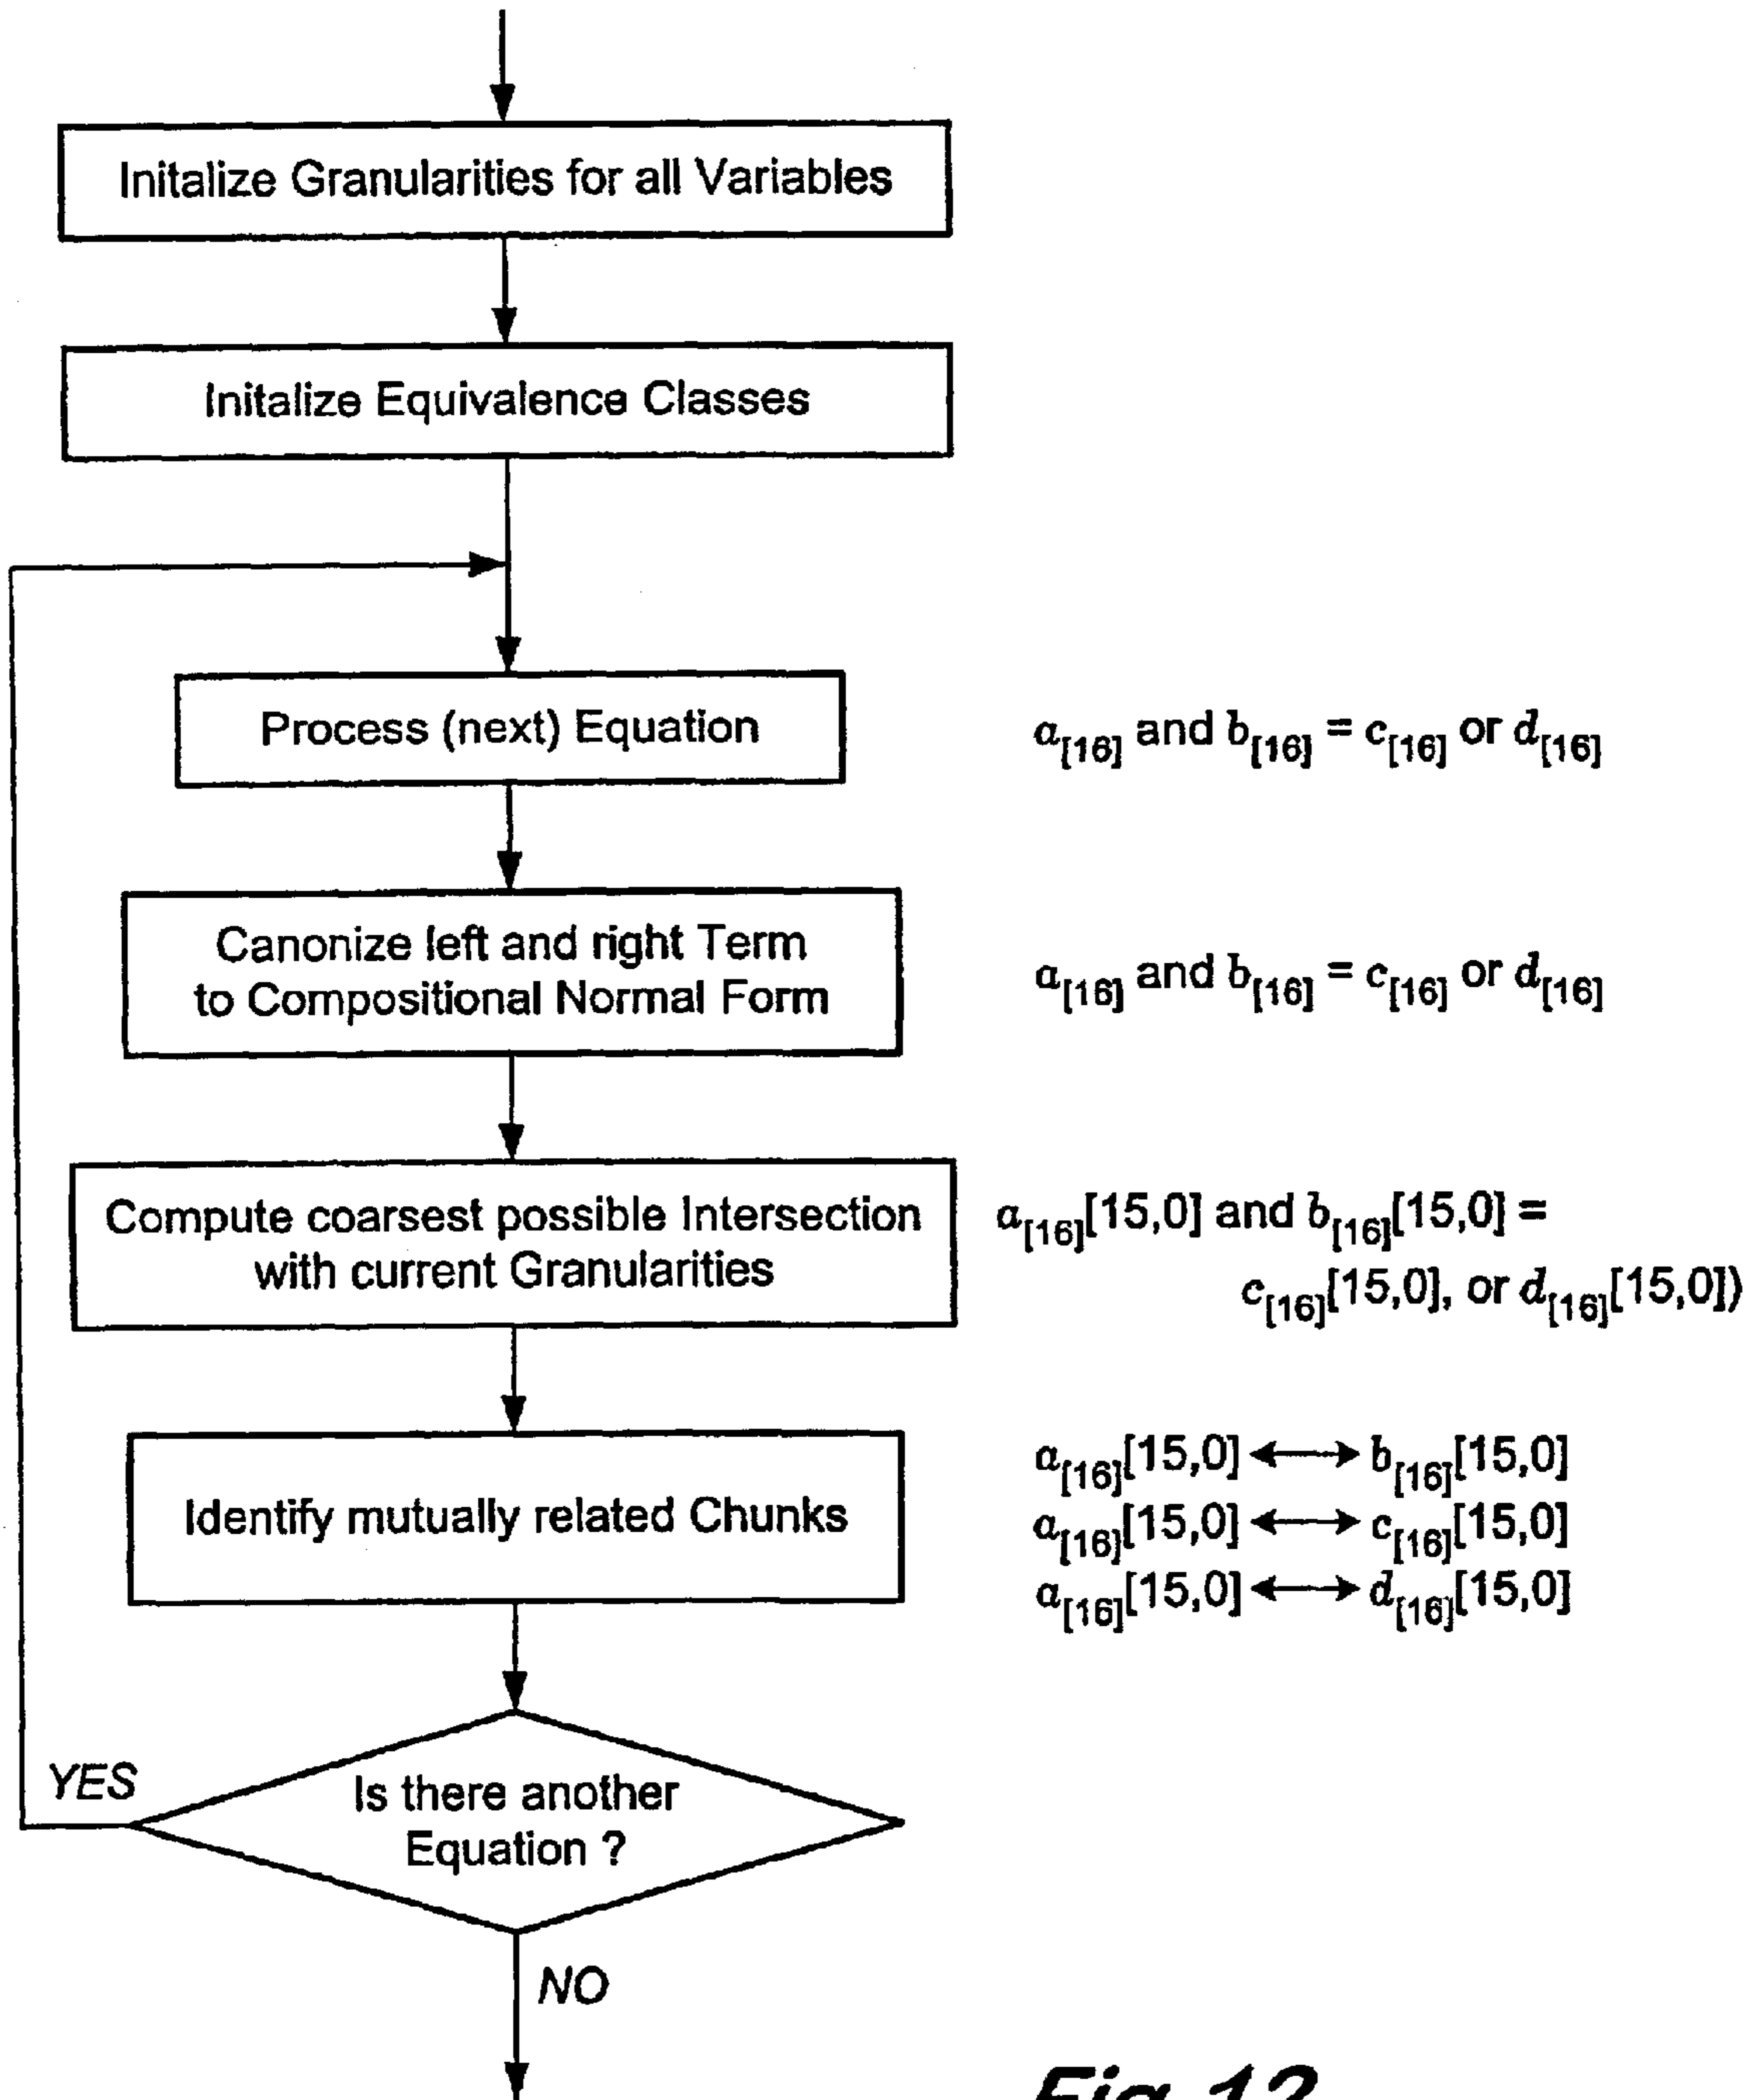 Initalize Granularities for all Variables
Initalize Equivalence Classes
Process (next) Equation
a[16] and b[16] = c[16] or d[16]
Canonize left and right Term
to Compositional Normal Form
a[16] and b[16] = c[16] or d[16]
Compute coarsest possible Intersection
with current Granularities
a[16][15,0] and b[16][15,0] =
c[16][15,0], or d[16][15,0])
Identify mutually related Chunks
a[16][15,0] ↔ b[16][15,0]
a[16][15,0] ↔ c[16][15,0]
a[16][15,0] ↔ d[16][15,0]
YES
Is there another
Equation ?
NO